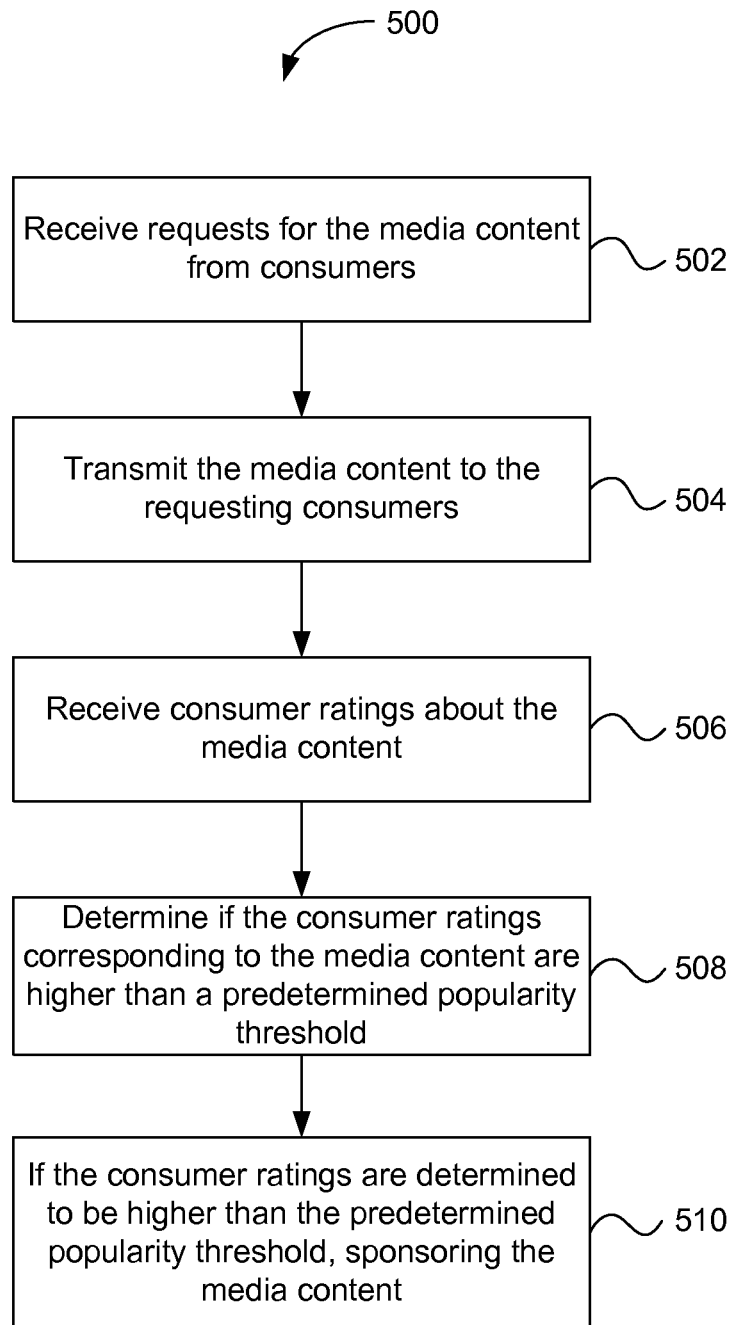 500
Receive requests for the media content
from consumers
502
Transmit the media content to the
requesting consumers
504
Receive consumer ratings about the
media content
506
Determine if the consumer ratings
corresponding to the media content are
higher than a predetermined popularity
threshold
508
If the consumer ratings are determined
to be higher than the predetermined
popularity threshold, sponsoring the
media content
510